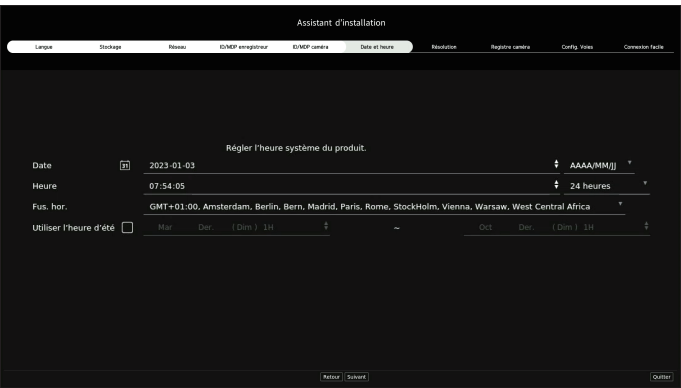 Assistant d'installation
Langue Stockage Réseau ID/MDP enregistreur ID/MDP caméra Date et heure Résolution Registre caméra Config. Voies Connexion facile
Régler l'heure système du produit.
Date 31 2023-01-03 AAAA/MM/JJ
Heure 07:54:05 24 heures
Fus. hor. GMT+01:00, Amsterdam, Berlin, Bern, Madrid, Paris, Rome, StockHolm, Vienna, Warsaw, West Central Africa
Utiliser l'heure d'été Mar Der. ( Dim ) 1H ~ Oct Der. ( Dim ) 1H
Retour Suivant Quitter